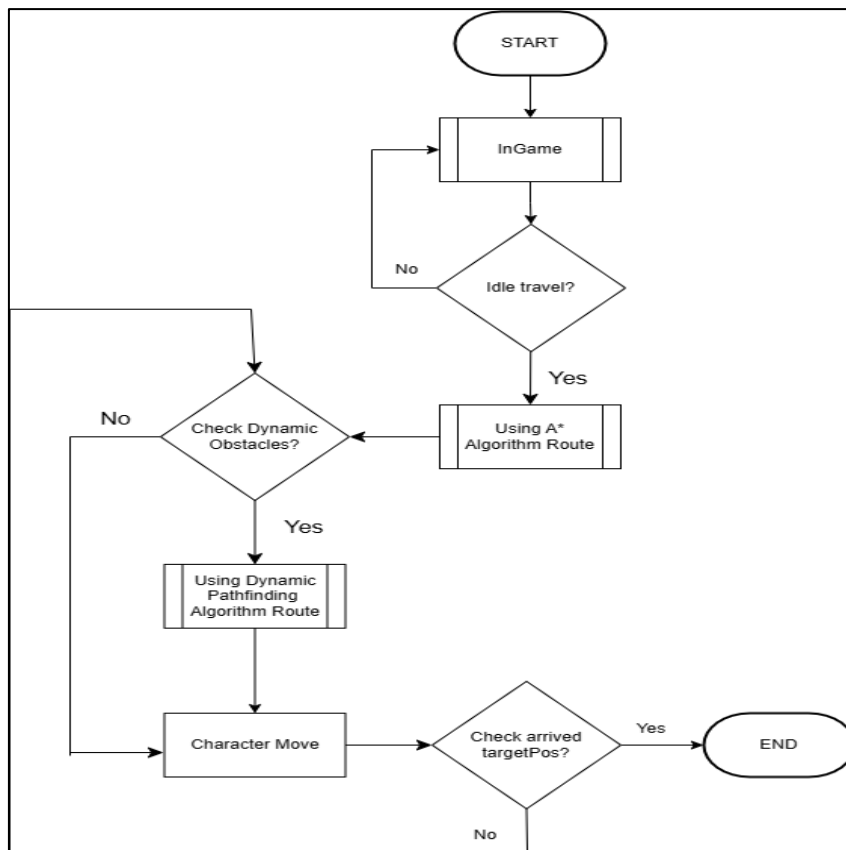 START
InGame
No
Idle travel?
Yes
Using A*
Algorithm Route
No
Check Dynamic
Obstacles?
Yes
Using Dynamic
Pathfinding
Algorithm Route
Character Move
Check arrived
targetPos?
Yes
END
No